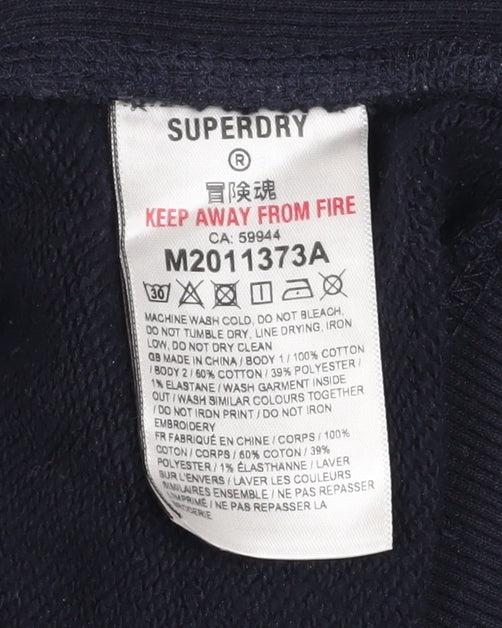 SUPERDRY
®
冒険魂
KEEP AWAY FROM FIRE
CA: 59944
M2011373A
30
MACHINE WASH COLD, DO NOT BLEACH,
DO NOT TUMBLE DRY, LINE DRYING, IRON
LOW, DO NOT DRY CLEAN
GB MADE IN CHINA / BODY 1 / 100% COTTON
/ BODY 2 / 60% COTTON / 39% POLYESTER /
1% ELASTANE / WASH GARMENT INSIDE
OUT / WASH SIMILAR COLOURS TOGETHER
/ DO NOT IRON PRINT / DO NOT IRON
EMBROIDERY
FR FABRIQUÉ EN CHINE / CORPS / 100%
COTON / CORPS / 60% COTON / 39%
POLYESTER / 1% ÉLASTHANNE / LAVER
SUR L'ENVERS / LAVER LES COULEURS
SIMILAIRES ENSEMBLE / NE PAS REPASSER
L'IMPRIMÉ / NE PAS REPASSER LA
RODERIE